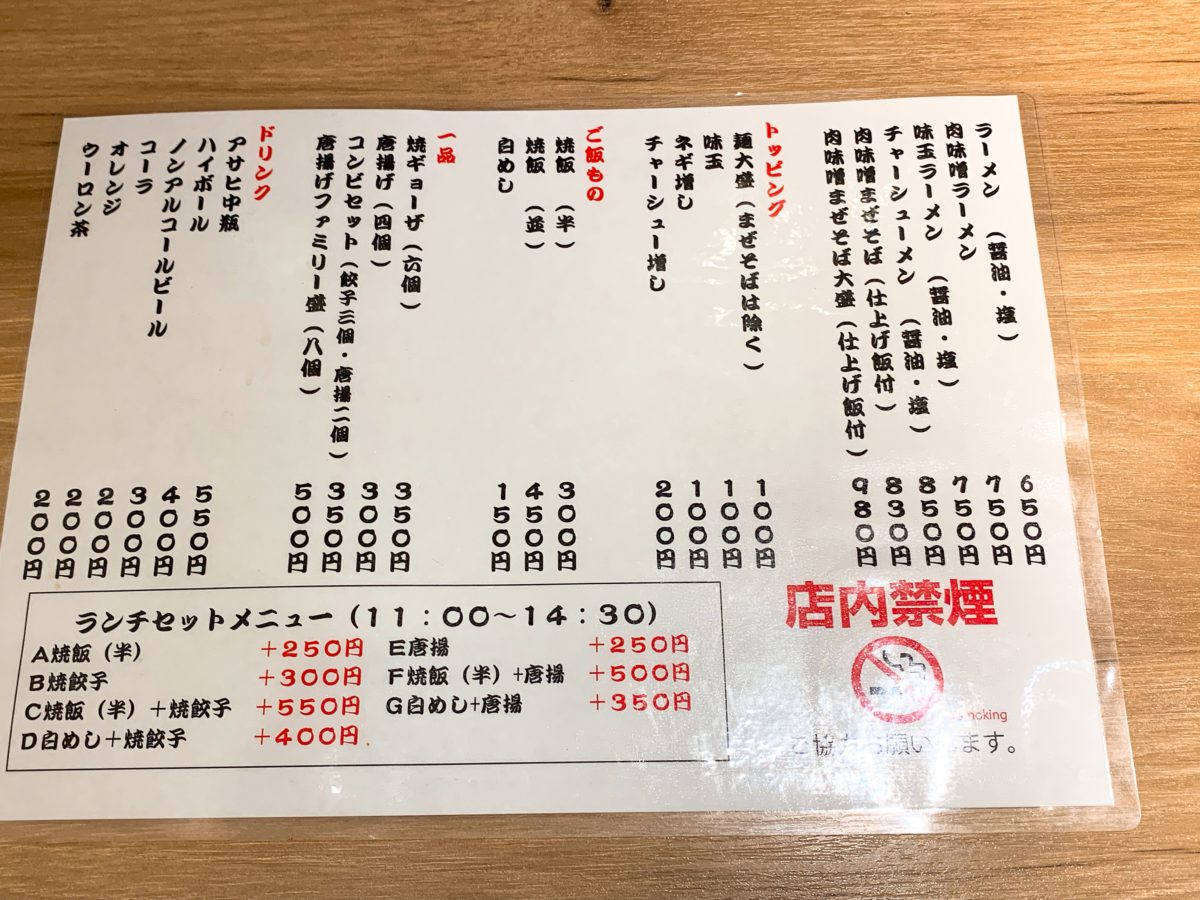 ラーメン (醤油・塩) 650円
肉味噌ラーメン 750円
味玉ラーメン (醤油・塩) 750円
チャーシューメン (醤油・塩) 850円
肉味噌まぜそば(仕上げ飯付) 830円
肉味噌まぜそば大盛(仕上げ飯付) 980円
トッピング
麺大盛(まぜそばは除く) 100円
味玉 100円
ネギ増し 100円
チャーシュー増し 200円
ご飯もの
焼飯 (半) 300円
焼飯 (並) 450円
白めし 150円
一品
焼ギョーザ(六個) 350円
唐揚げ(四個) 300円
コンビセット(餃子三個・唐揚二個) 350円
唐揚げファミリー盛(八個) 500円
ドリンク
アサヒ中瓶 550円
ハイボール 400円
ノンアルコールビール 300円
コーラ 200円
オレンジ 200円
ウーロン茶 200円
ランチセットメニュー(11:00〜14:30)
A焼飯(半) +250円
B焼餃子 +300円
C焼飯(半)+焼餃子 +550円
D白めし+焼餃子 +400円
E唐揚 +250円
F焼飯(半)+唐揚 +500円
G白めし+唐揚 +350円
店内禁煙
smoking
ご協力お願いします。